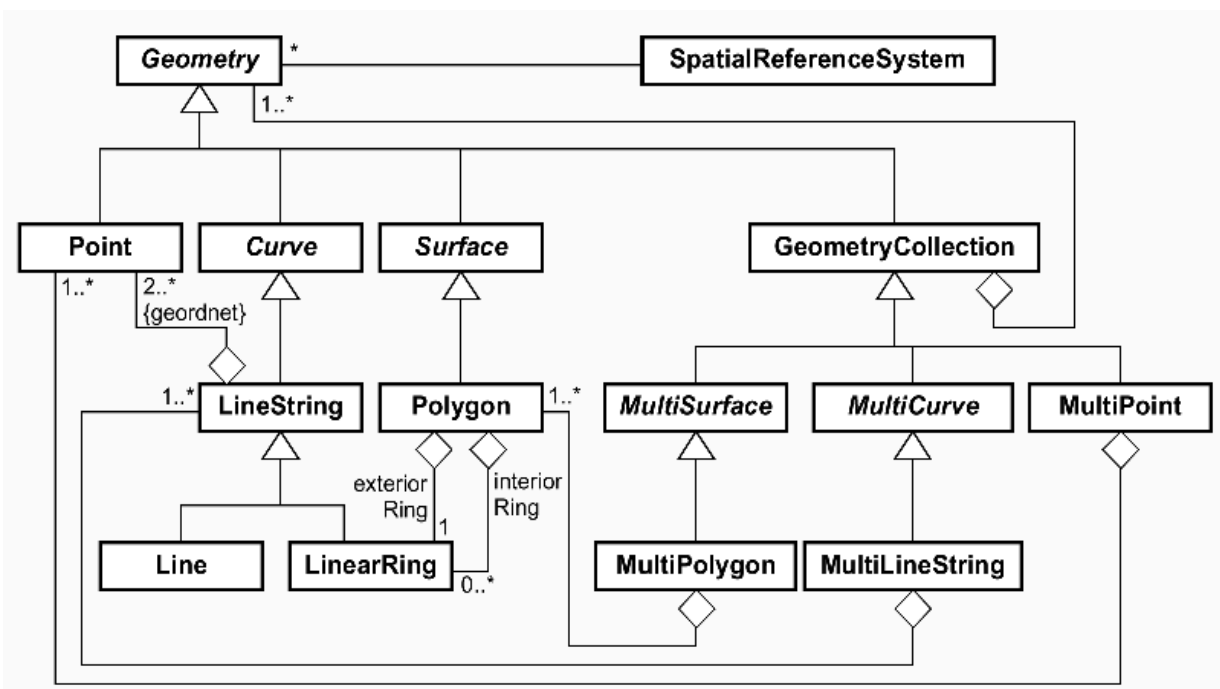 Geometry
*
SpatialReferenceSystem
1..*
Point
Curve
Surface
GeometryCollection
1..*
2..*
{geordnet}
1..*
LineString
Polygon
1..*
MultiSurface
MultiCurve
MultiPoint
exterior
Ring
interior
Ring
1
Line
LinearRing
0..*
MultiPolygon
MultiLineString